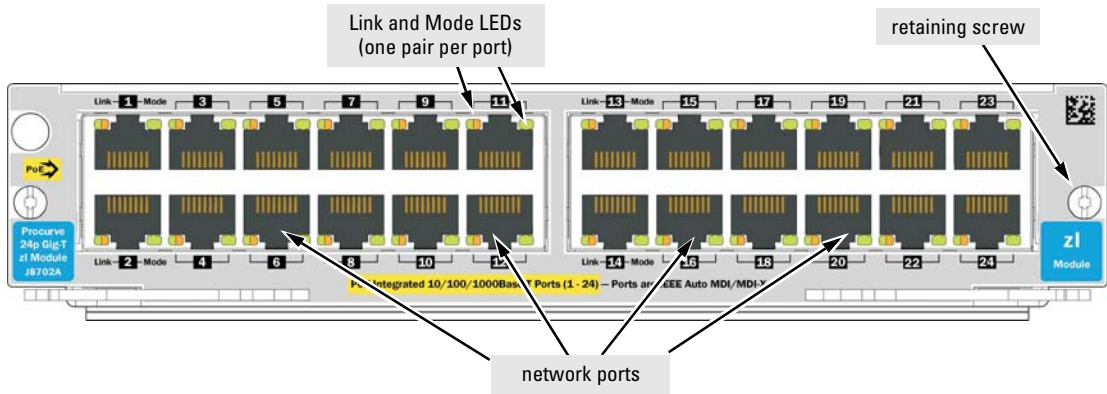 Link and Mode LEDs
(one pair per port)
retaining screw
Link 1 Mode 3 5 7 9 11
Link 13 Mode 15 17 19 21 23
PoE
Procurve
24p Gig-T
zl Module
J8702A
zl
Module
Link 2 Mode 4 6 8 10 12
Link 14 Mode 16 18 20 22 24
Integrated 10/100/1000Base-T Ports (1 - 24) – Ports are IEEE Auto MDI/MDI-X
network ports